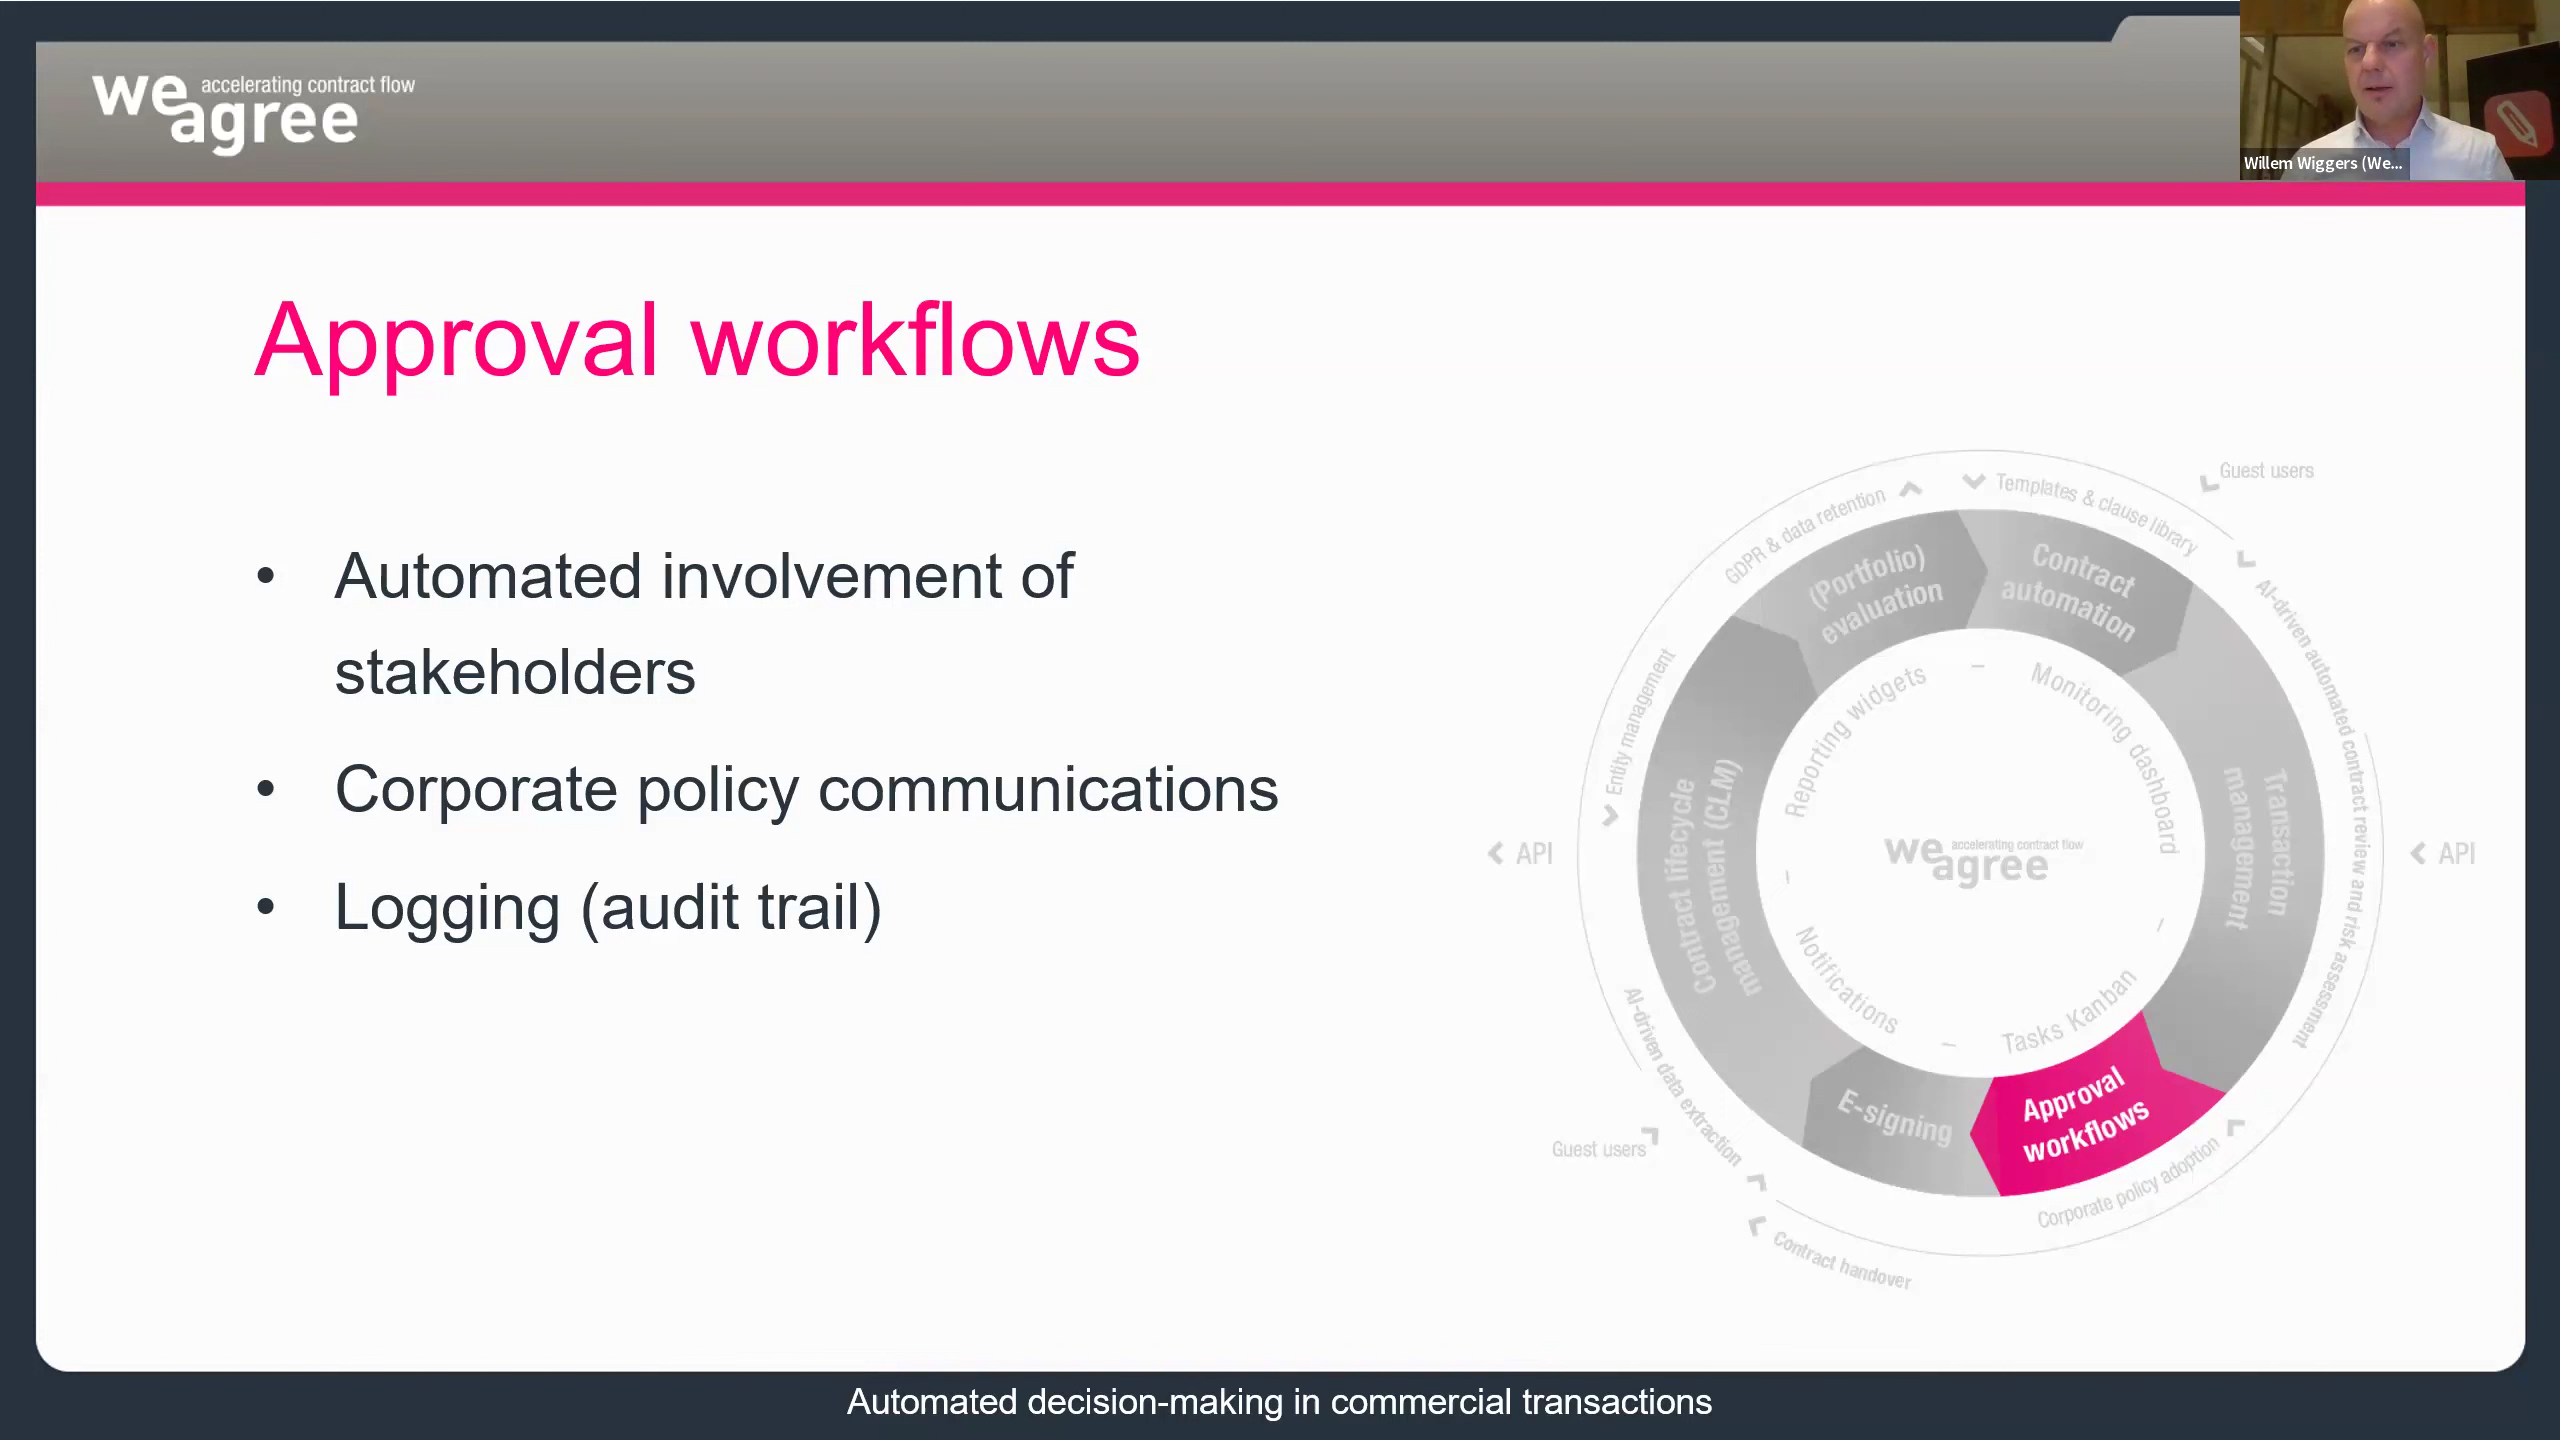 we accelerating contract flow
agree
Willem Wiggers (We...
Approval workflows
• Automated involvement of
stakeholders
• Corporate policy communications
• Logging (audit trail)
Guest users
GDPR & data retention
Templates & clause library
(Portfolio)
evaluation
Contract
automation
AI-driven automated contract review and risk assessment
Entity management
Reporting widgets
Monitoring dashboard
Contract lifecycle
management (CLM)
Transaction
management
API
we accelerating contract flow
agree
API
Notifications
Tasks Kanban
AI-driven data extraction
E-signing
Approval
workflows
Guest users
Corporate policy adoption
Contract handover
Automated decision-making in commercial transactions